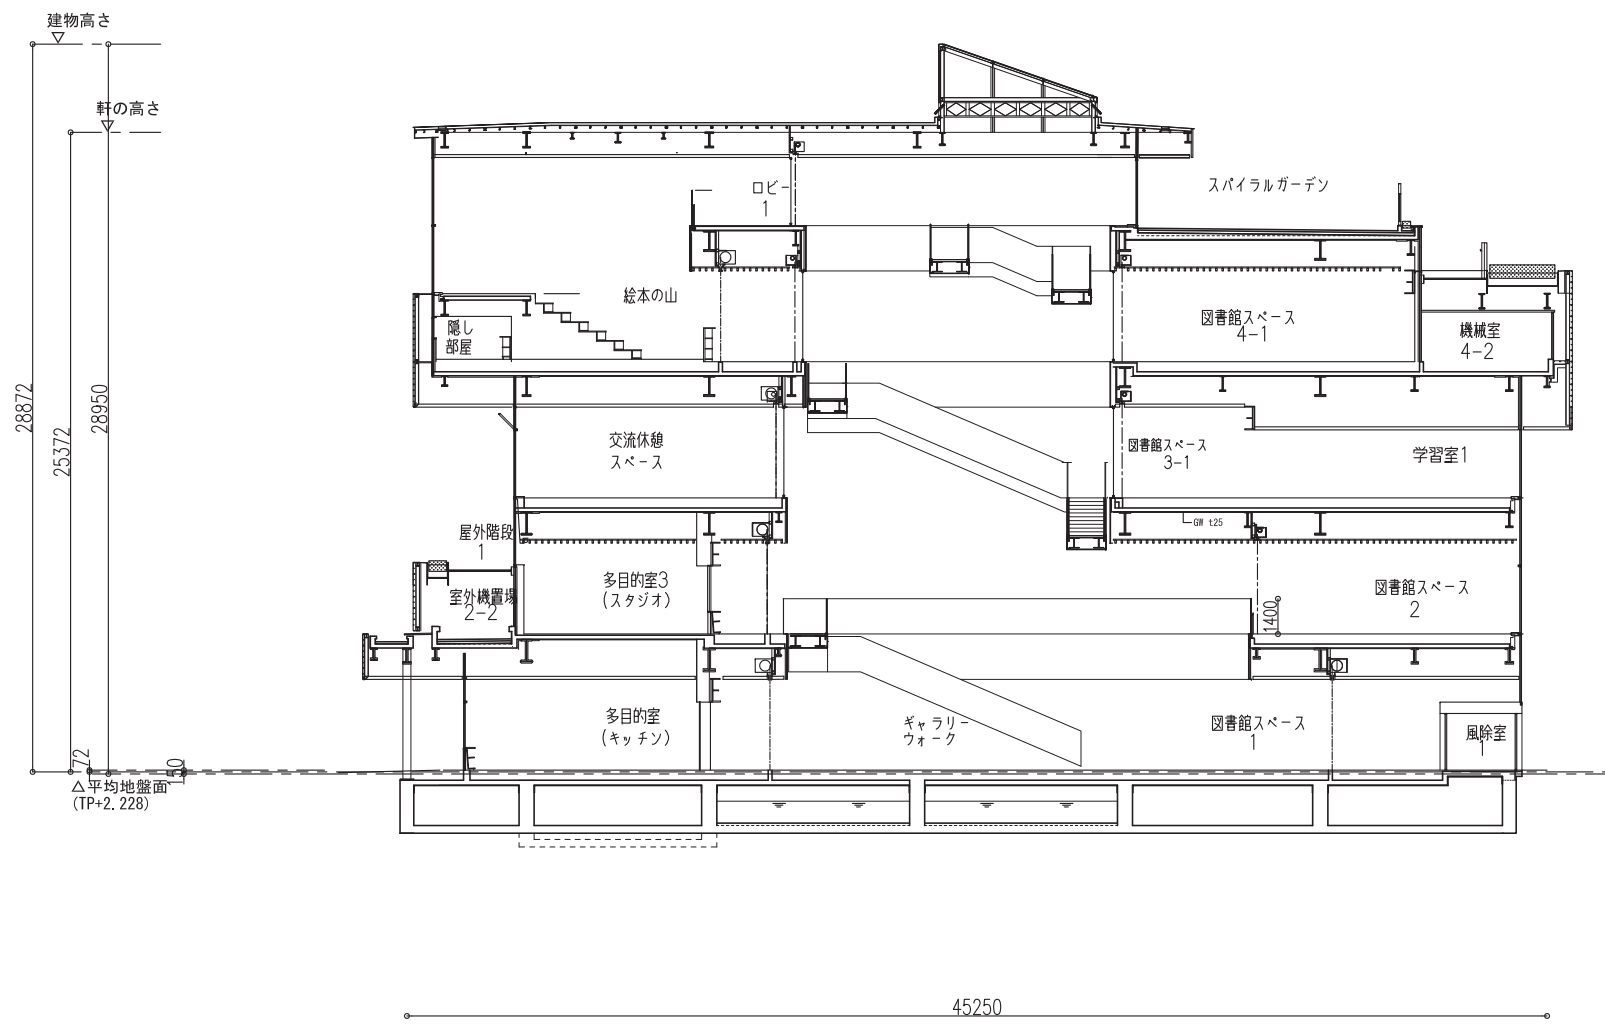 建物高さ
軒の高さ
スパイラルガーデン
ロビー
1
絵本の山
図書館スペース
4-1
隠し
部屋
機械室
4-2
28872
25372
28950
交流休憩
スペース
図書館スペース
3-1
学習室1
GW t25
屋外階段
1
多目的室3
(スタジオ)
室外機置場
2-2
図書館スペース
2
1400
多目的室
(キッチン)
ギャラリー
ウォーク
図書館スペース
1
風除室
1
72
150
△平均地盤面
(TP+2.228)
45250